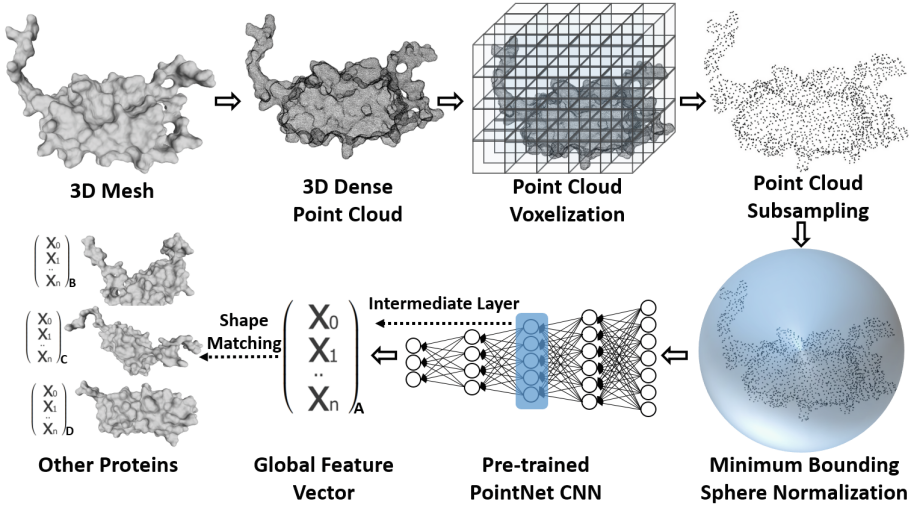 3D Mesh
3D Dense
Point Cloud
Point Cloud
Voxelization
Point Cloud
Subsampling
X0
X1
..
Xn
B
X0
X1
..
Xn
C
X0
X1
..
Xn
D
Shape
Matching
X0
X1
..
Xn
A
Intermediate Layer
Other Proteins
Global Feature
Vector
Pre-trained
PointNet CNN
Minimum Bounding
Sphere Normalization